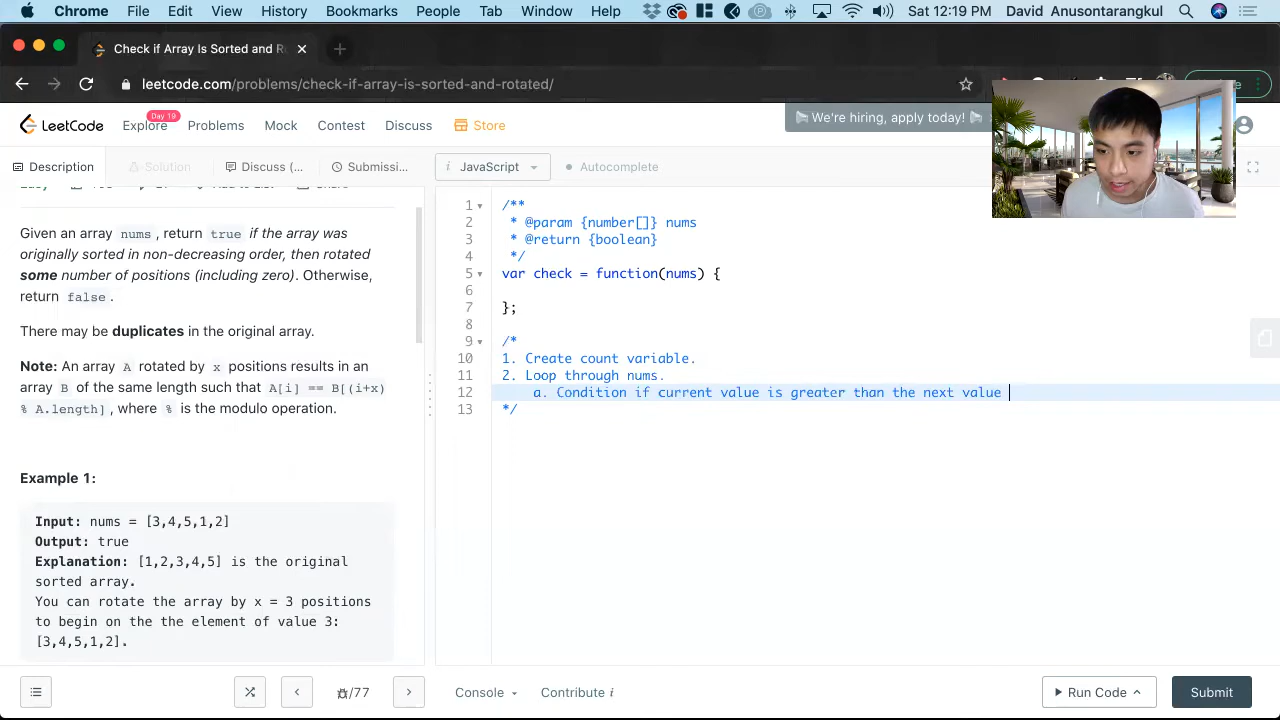 Chrome File Edit View History Bookmarks People Tab Window Help Sat 12:19 PM David Anusontarangkul
Check if Array Is Sorted and Ro
leetcode.com/problems/check-if-array-is-sorted-and-rotated/
LeetCode Explore Day 19 Problems Mock Contest Discuss Store We're hiring, apply today!
Description Solution Discuss (... Submissi... i JavaScript Autocomplete
Given an array nums, return true if the array was
originally sorted in non-decreasing order, then rotated
some number of positions (including zero). Otherwise,
return false.
There may be duplicates in the original array.
Note: An array A rotated by x positions results in an
array B of the same length such that A[i] == B[(i+x)
% A.length], where % is the modulo operation.
Example 1:
Input: nums = [3,4,5,1,2]
Output: true
Explanation: [1,2,3,4,5] is the original
sorted array.
You can rotate the array by x = 3 positions
to begin on the the element of value 3:
[3,4,5,1,2].
1 /**
2 * @param {number[]} nums
3 * @return {boolean}
4 */
5 var check = function(nums) {
6
7 };
8
9 /*
10 1. Create count variable.
11 2. Loop through nums.
12 a. Condition if current value is greater than the next value
13 */
/77 Console Contribute i Run Code Submit